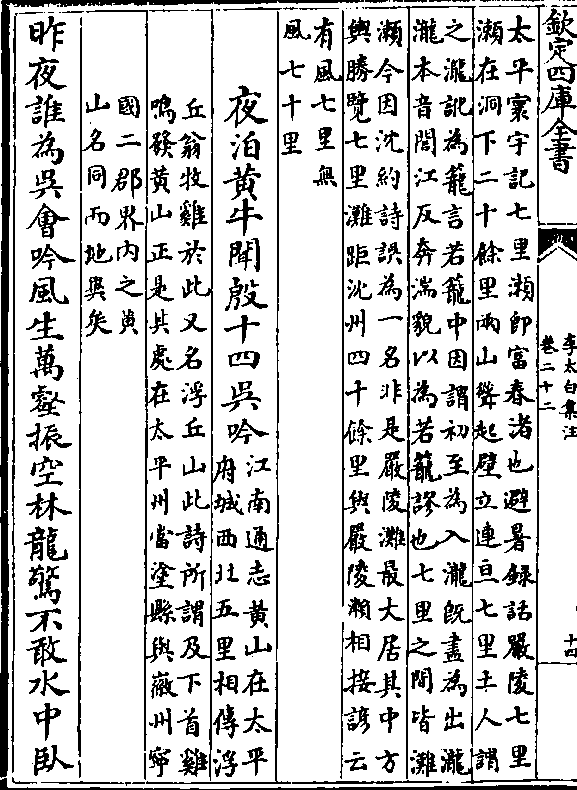 欽定四庫全書
李太白集注
卷二十二
十四
太平寰宇記七里瀨即富春渚也避暑録話嚴陵七里
瀨在洞下二十餘里兩山聳起壁立連亘七里土人謂
之瀧訛為籠言若籠中因謂初至為入瀧既盡為出瀧
瀧本音閭江反奔湍貌以為若籠謬也七里之間皆灘
瀨今因沈約詩誤為一名非是嚴陵灘最大居其中方
輿勝覽七里灘距沈州四十餘里與嚴陵瀨相接諺云
有風七里無
風七十里
夜泊黄牛聞殷十四吳吟
江南通志黄山在太平
府城西北五里相傳浮
丘翁牧雞於此又名浮丘山此詩所謂及下首雞
鳴發黄山正是其處在太平州當塗縣與徽州寧
國二郡界内之黄
山名同而地異矣
昨夜誰為吳會吟風生萬壑振空林龍驚不敢水中臥